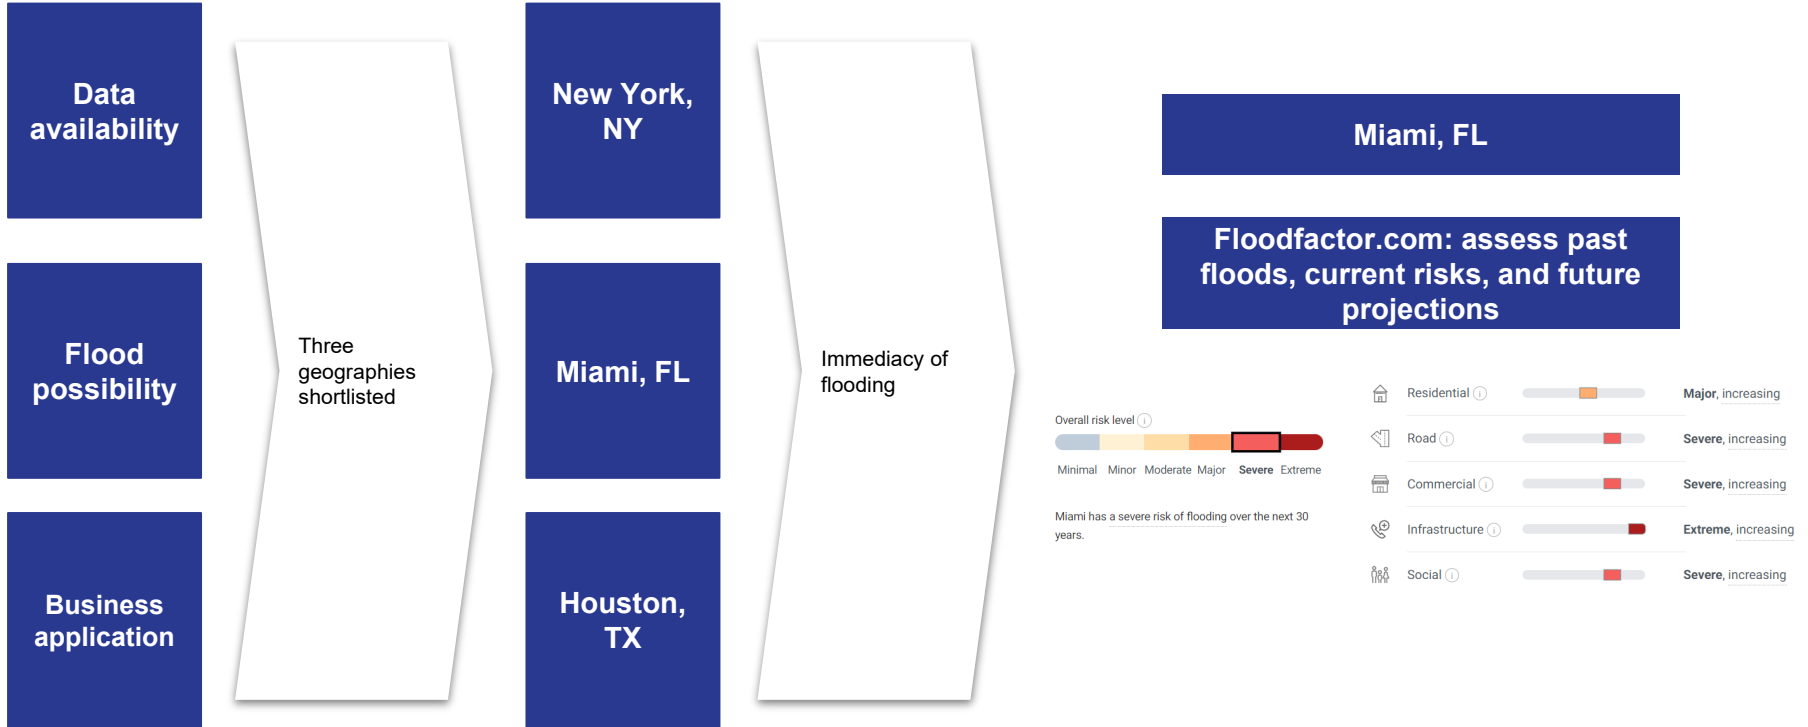 Data
availability
Flood
possibility
Business
application
Three
geographies
shortlisted
New York,
NY
Miami, FL
Houston,
TX
Immediacy of
flooding
Miami, FL
Floodfactor.com: assess past
floods, current risks, and future
projections
Overall risk level i
Minimal Minor Moderate Major Severe Extreme
Miami has a severe risk of flooding over the next 30
years.
Residential i Major, increasing
Road i Severe, increasing
Commercial i Severe, increasing
Infrastructure i Extreme, increasing
Social i Severe, increasing